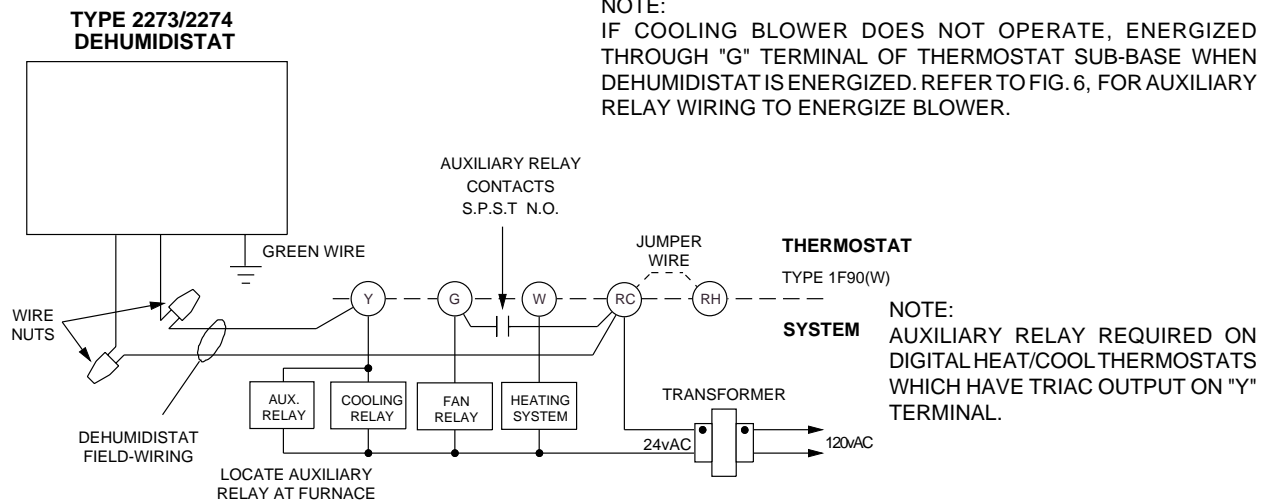 TYPE 2273/2274
DEHUMIDISTAT
NOTE:
IF COOLING BLOWER DOES NOT OPERATE, ENERGIZED
THROUGH "G" TERMINAL OF THERMOSTAT SUB-BASE WHEN
DEHUMIDISTAT IS ENERGIZED. REFER TO FIG. 6, FOR AUXILIARY
RELAY WIRING TO ENERGIZE BLOWER.
AUXILIARY RELAY
CONTACTS
S.P.S.T N.O.
GREEN WIRE
JUMPER
WIRE
THERMOSTAT
TYPE 1F90(W)
Y
G
W
RC
RH
WIRE
NUTS
SYSTEM
NOTE:
AUXILIARY RELAY REQUIRED ON
DIGITAL HEAT/COOL THERMOSTATS
WHICH HAVE TRIAC OUTPUT ON "Y"
TERMINAL.
AUX.
RELAY
COOLING
RELAY
FAN
RELAY
HEATING
SYSTEM
TRANSFORMER
24vAC
120vAC
DEHUMIDISTAT
FIELD-WIRING
LOCATE AUXILIARY
RELAY AT FURNACE